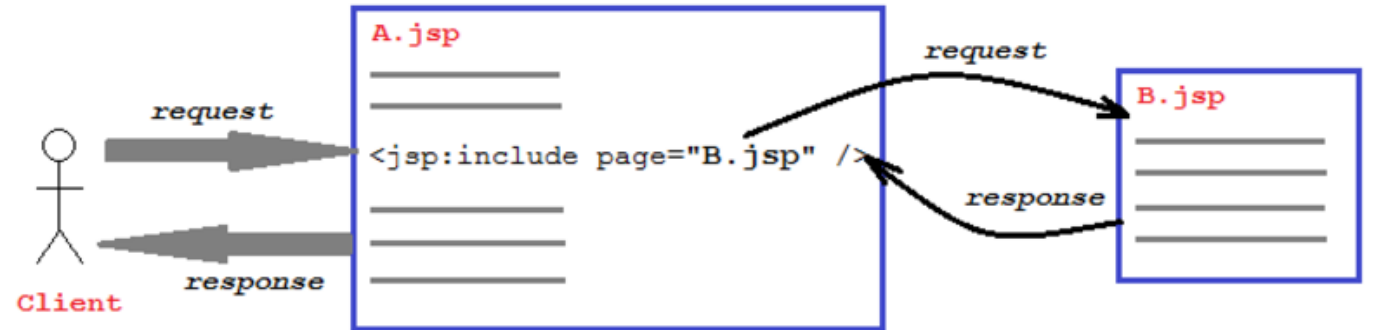 A.jsp
request
B.jsp
request
<jsp:include page="B.jsp" />
response
response
Client